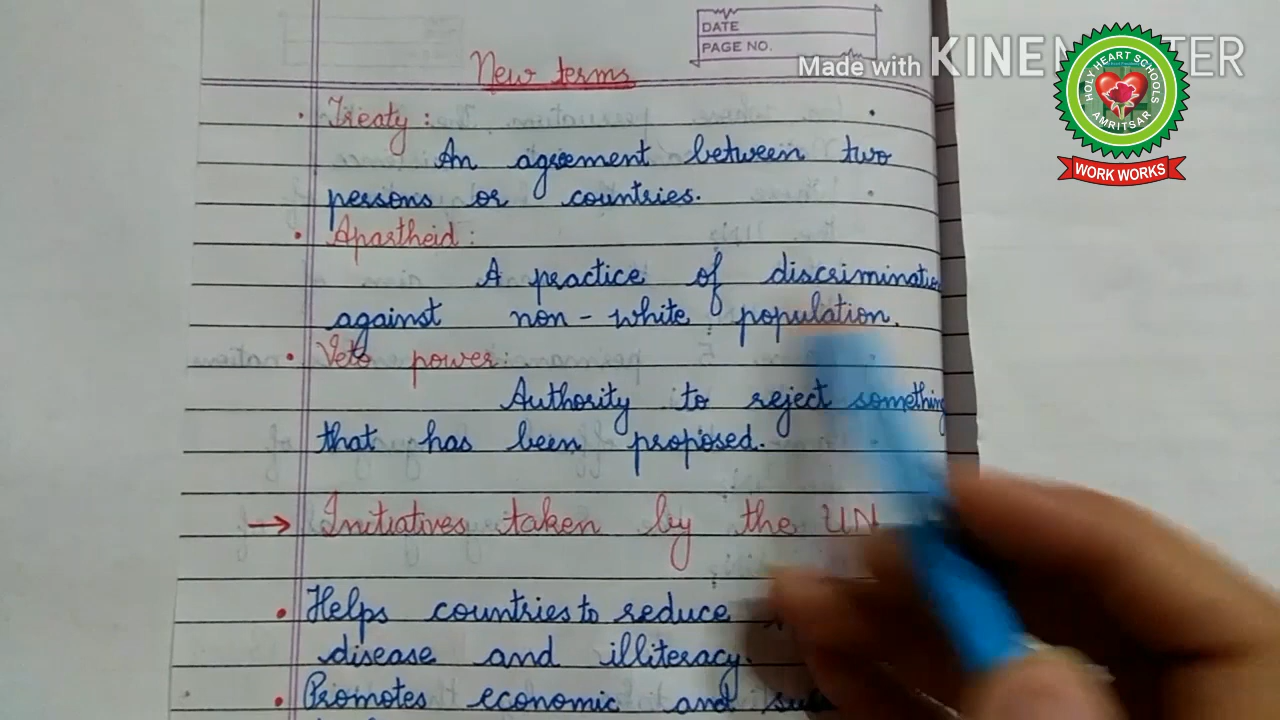 DATE
PAGE NO.
Made with KINEMASTER
HOLY HEART SCHOOLS
AMRITSAR
WORK WORKS
New terms
• Treaty :
An agreement between two
persons or countries.
• Apartheid :
A practice of discrimination
against non - white population.
• Veto power :
Authority to reject something
that has been proposed.
→ Initiatives taken by the UN
• Helps countries to reduce
disease and illiteracy.
• Promotes economic and